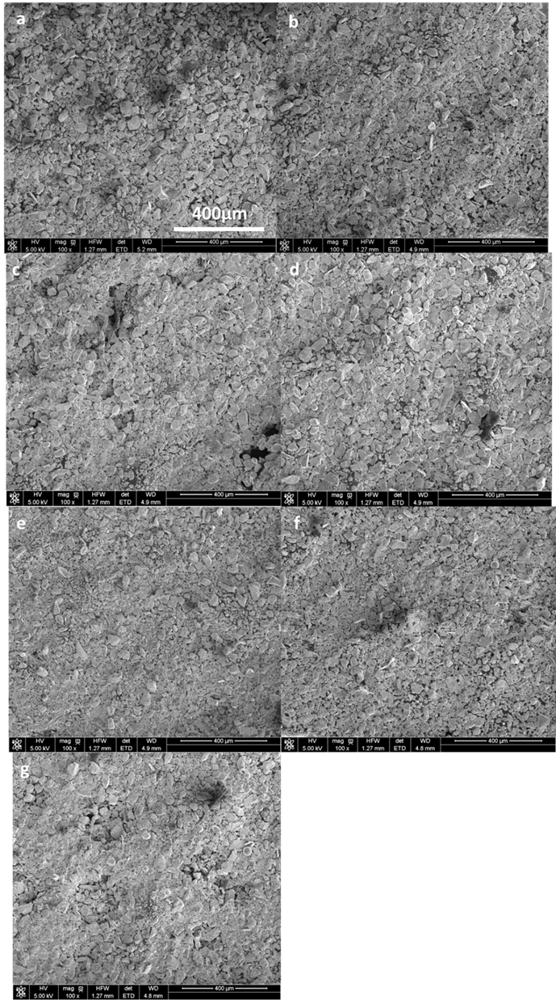 a
b
400µm
HV mag HFW det WD
5.00 kV 100 x 1.27 mm ETD 5.2 mm
400 µm
HV mag HFW det WD
5.00 kV 100 x 1.27 mm ETD 4.9 mm
400 µm
c
d
HV mag HFW det WD
5.00 kV 100 x 1.27 mm ETD 4.9 mm
400 µm
HV mag HFW det WD
5.00 kV 100 x 1.27 mm ETD 4.9 mm
400 µm
e
f
HV mag HFW det WD
5.00 kV 100 x 1.27 mm ETD 4.9 mm
400 µm
HV mag HFW det WD
5.00 kV 100 x 1.27 mm ETD 4.8 mm
400 µm
g
HV mag HFW det WD
5.00 kV 100 x 1.27 mm ETD 4.8 mm
400 µm